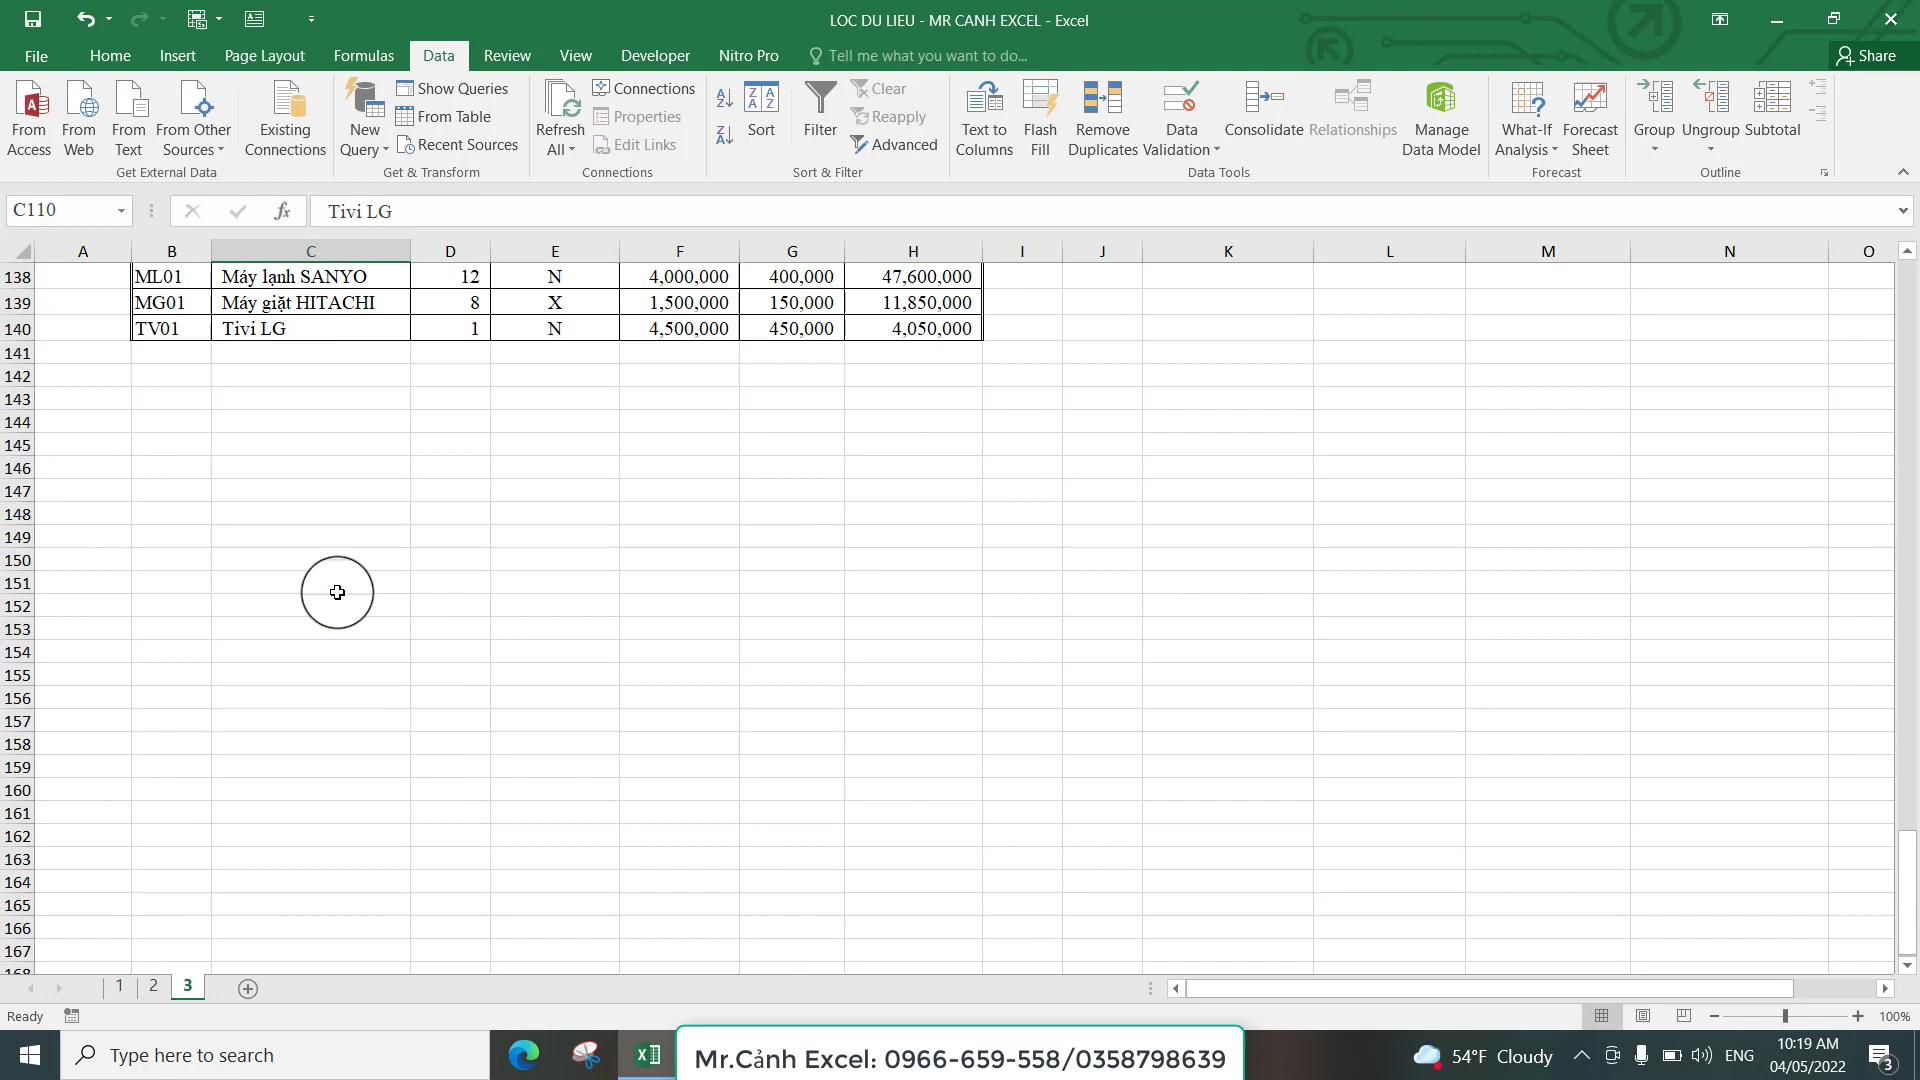 LOC DU LIEU - MR CANH EXCEL - Excel
File Home Insert Page Layout Formulas Data Review View Developer Nitro Pro Tell me what you want to do... Share
From Access
From Web
From Text
From Other Sources
Existing Connections
Get External Data
New Query
Show Queries
From Table
Recent Sources
Get & Transform
Refresh All
Connections
Properties
Edit Links
Connections
Sort
Filter
Clear
Reapply
Advanced
Sort & Filter
Text to Columns
Flash Fill
Remove Duplicates
Data Validation
Consolidate
Relationships
Manage Data Model
Data Tools
What-If Analysis
Forecast Sheet
Forecast
Group
Ungroup
Subtotal
Outline
C110 fx Tivi LG
A B C D E F G H I J K L M N O
138 ML01 Máy lạnh SANYO 12 N 4,000,000 400,000 47,600,000
139 MG01 Máy giặt HITACHI 8 X 1,500,000 150,000 11,850,000
140 TV01 Tivi LG 1 N 4,500,000 450,000 4,050,000
141
142
143
144
145
146
147
148
149
150
151
152
153
154
155
156
157
158
159
160
161
162
163
164
165
166
167
168
1 2 3
Ready 100%
Type here to search
Mr.Cảnh Excel: 0966-659-558/0358798639
54°F Cloudy ENG
10:19 AM
04/05/2022
3